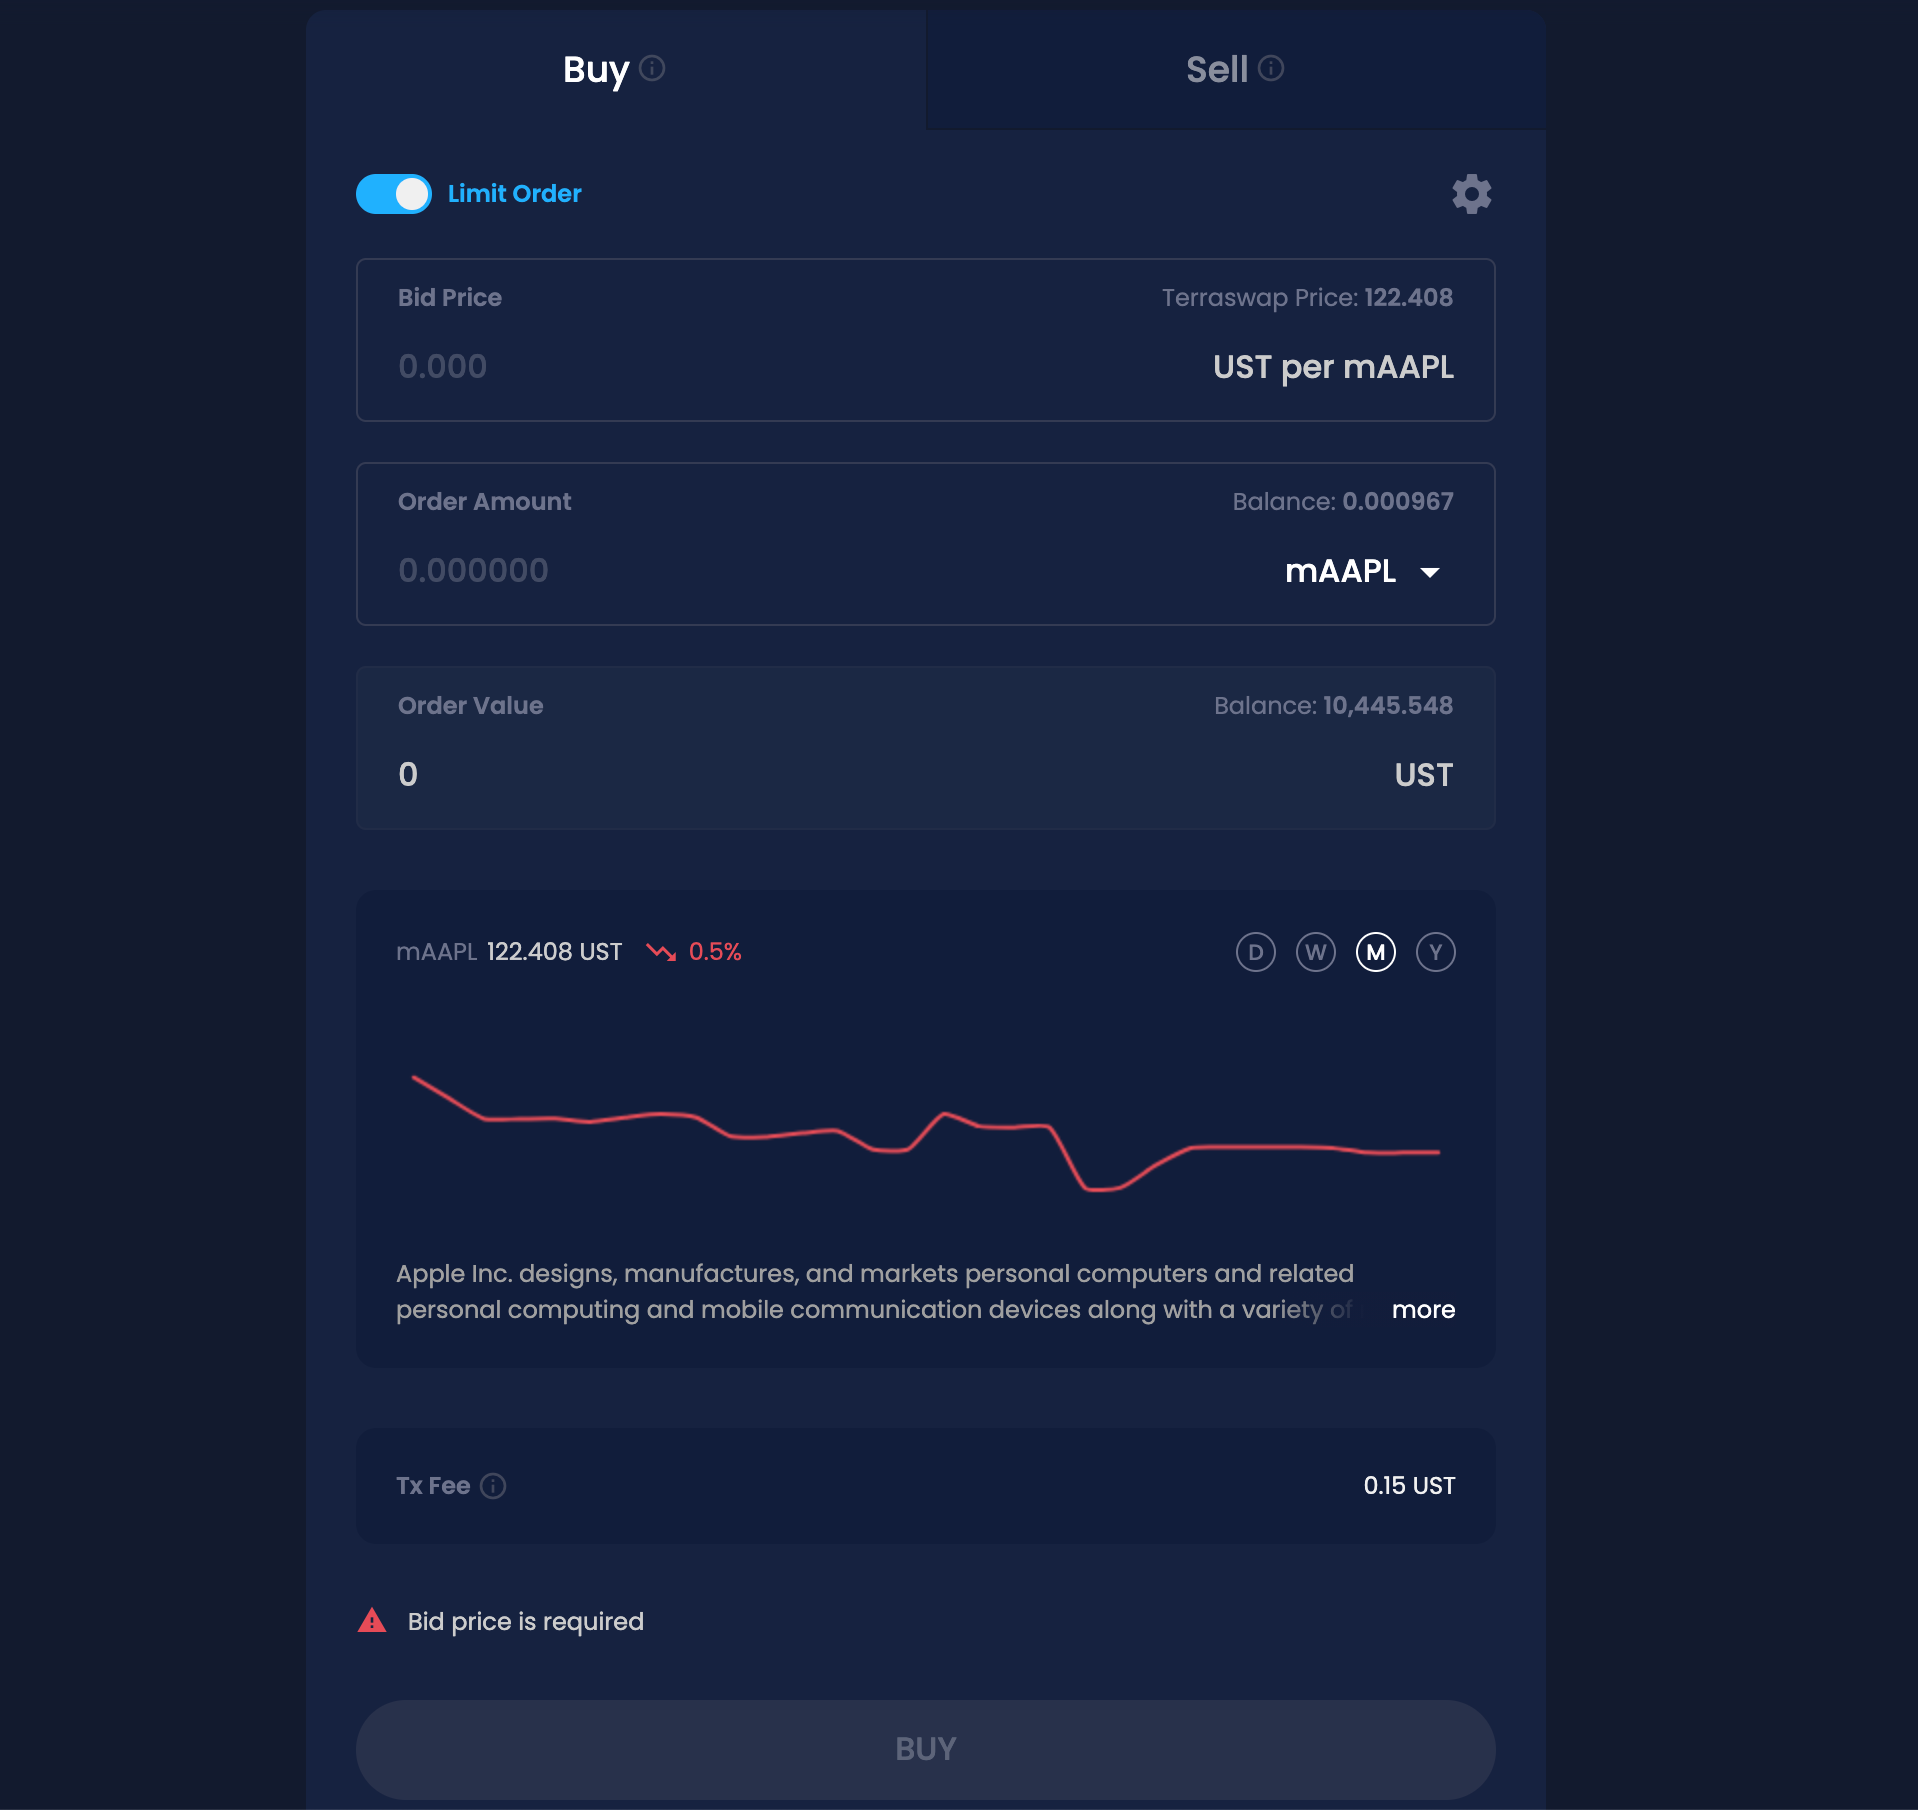 Buy
Sell
Limit Order
Bid Price
Terraswap Price: 122.408
0.000
UST per mAAPL
Order Amount
Balance: 0.000967
0.000000
mAAPL
Order Value
Balance: 10,445.548
0
UST
mAAPL 122.408 UST 0.5%
D W M Y
Apple Inc. designs, manufactures, and markets personal computers and related
personal computing and mobile communication devices along with a variety of more
Tx Fee
0.15 UST
Bid price is required
BUY